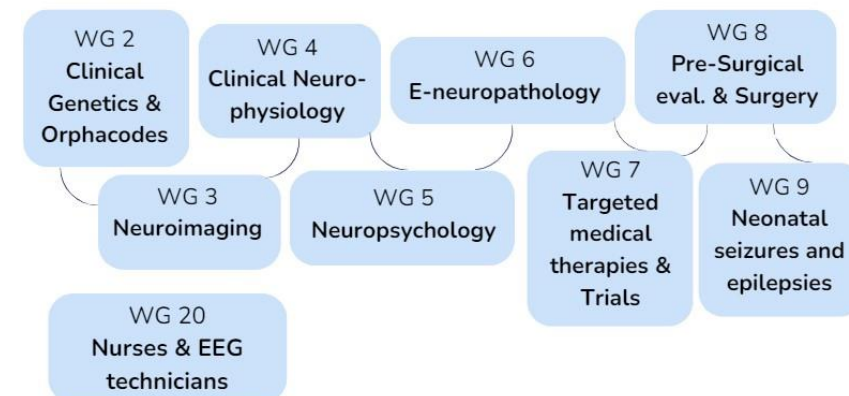 WG 2
Clinical
Genetics &
Orphacodes
WG 3
Neuroimaging
WG 4
Clinical Neuro-
physiology
WG 5
Neuropsychology
WG 6
E-neuropathology
WG 7
Targeted
medical
therapies &
Trials
WG 8
Pre-Surgical
eval. & Surgery
WG 9
Neonatal
seizures and
epilepsies
WG 20
Nurses & EEG
technicians